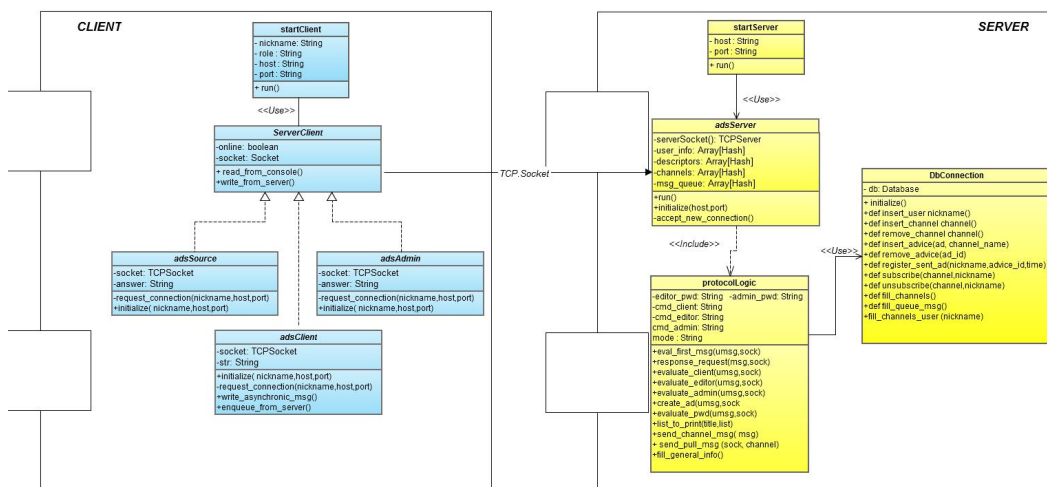 CLIENT
startClient
- nickname: String
- role : String
- host : String
- port : String
+ run()
<<Use>>
ServerClient
-online: boolean
-socket: Socket
+ read_from_console()
+write_from_server()
adsSource
-socket: TCPSocket
-answer: String
-request_connection(nickname,host,port)
+initialize( nickname,host,port)
adsAdmin
-socket: TCPSocket
-answer: String
-request_connection(nickname,host,port)
+initialize( nickname,host,port)
adsClient
-socket: TCPSocket
-str: String
+initialize( nickname,host,port)
-request_connection(nickname,host,port)
+write_asynchronic_msg()
+enqueue_from_server()
TCP.Socket
SERVER
startServer
- host : String
- port : String
+ run()
<<Use>>
adsServer
-serverSocket(): TCPServer
-user_info: Array[Hash]
-descriptors: Array[Hash]
-channels: Array[Hash]
-msg_queue: Array[Hash]
+run()
+initialize(host,port)
-accept_new_connection()
<<Include>>
protocolLogic
-editor_pwd: String -admin_pwd: String
-cmd_client: String
-cmd_editor: String
cmd_admin: String
mode : String
+eval_first_msg(umsg,sock)
+response_request(msg,sock)
+evaluate_client(umsg,sock)
+evaluate_editor(umsg,sock)
+evaluate_admin(umsg,sock)
+create_ad(umsg,sock
+evaluate_pwd(umsg,sock)
+list_to_print(title,list)
+send_channel_msg( msg)
+ send_pull_msg (sock, channel)
+fill_general_info()
<<Use>>
DbConnection
- db: Database
+ initialize()
+def insert_user nickname()
+def insert_channel channel()
+def remove_channel channel()
+def insert_advice(ad, channel_name)
+def remove_advice(ad_id)
+def register_sent_ad(nickname,advice_id,time)
+def subscribe(channel,nickname)
+def unsubscribe(channel,nickname)
+def fill_channels()
+def fill_queue_msg()
+fill_channels_user (nickname)